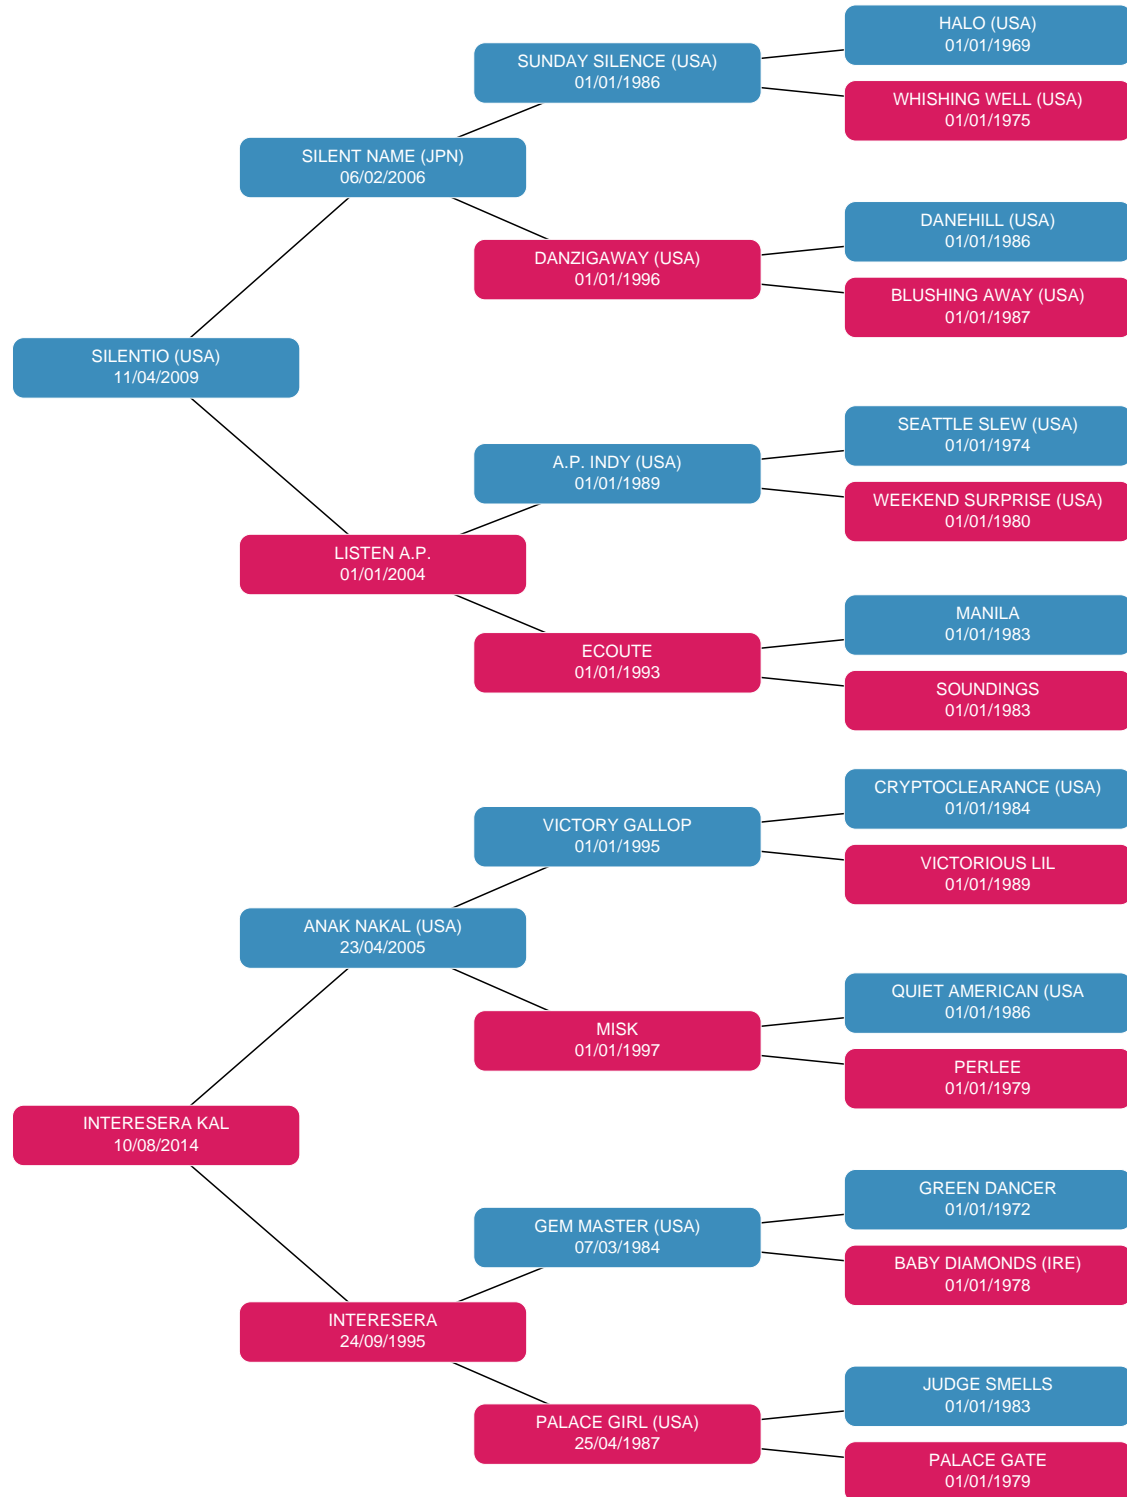 HALO (USA)
01/01/1969
SUNDAY SILENCE (USA)
01/01/1986
WHISHING WELL (USA)
01/01/1975
SILENT NAME (JPN)
06/02/2006
DANEHILL (USA)
01/01/1986
DANZIGAWAY (USA)
01/01/1996
BLUSHING AWAY (USA)
01/01/1987
SILENTIO (USA)
11/04/2009
SEATTLE SLEW (USA)
01/01/1974
A.P. INDY (USA)
01/01/1989
WEEKEND SURPRISE (USA)
01/01/1980
LISTEN A.P.
01/01/2004
MANILA
01/01/1983
ECOUTE
01/01/1993
SOUNDINGS
01/01/1983
CRYPTOCLEARANCE (USA)
01/01/1984
VICTORY GALLOP
01/01/1995
VICTORIOUS LIL
01/01/1989
ANAK NAKAL (USA)
23/04/2005
QUIET AMERICAN (USA
01/01/1986
MISK
01/01/1997
PERLEE
01/01/1979
INTERESERA KAL
10/08/2014
GREEN DANCER
01/01/1972
GEM MASTER (USA)
07/03/1984
BABY DIAMONDS (IRE)
01/01/1978
INTERESERA
24/09/1995
JUDGE SMELLS
01/01/1983
PALACE GIRL (USA)
25/04/1987
PALACE GATE
01/01/1979